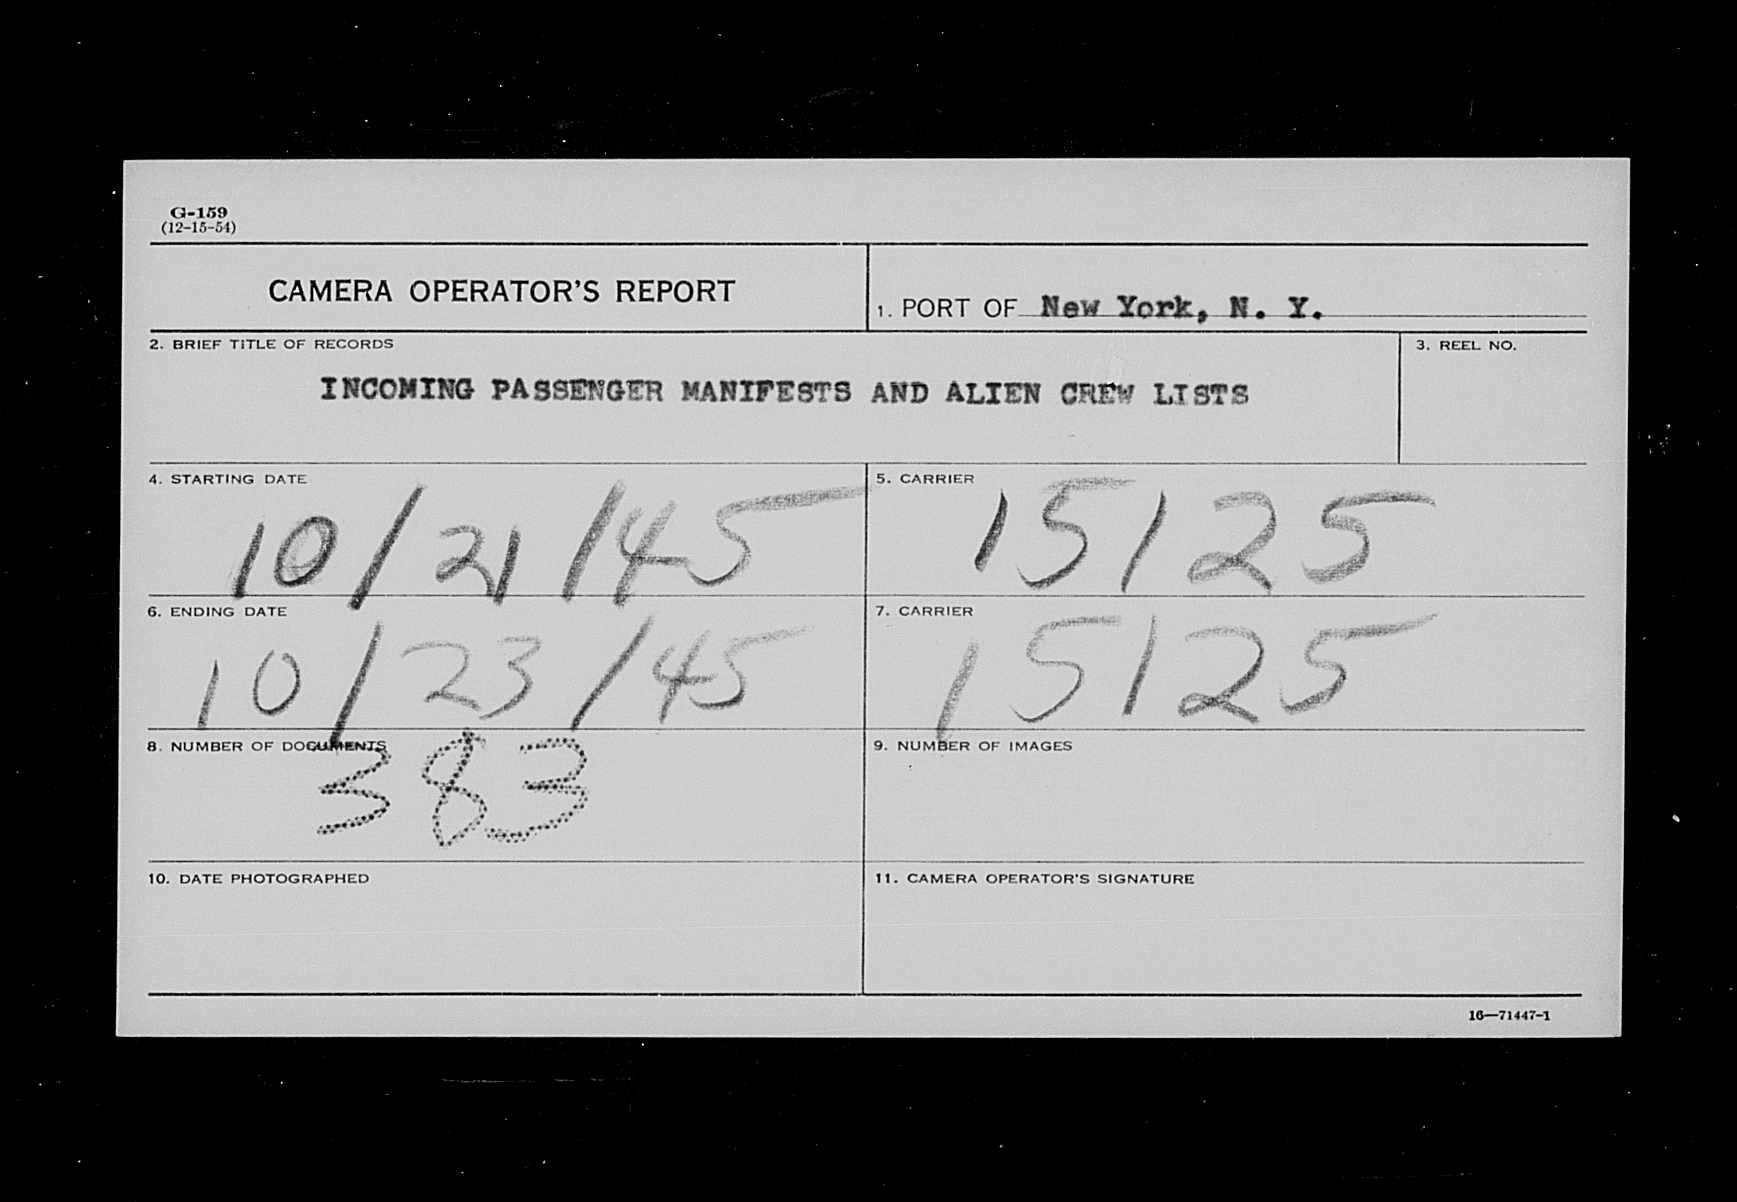 G-159
(12-15-54)
CAMERA OPERATOR'S REPORT
1. PORT OF New York, N. Y.
2. BRIEF TITLE OF RECORDS
3. REEL NO.
INCOMING PASSENGER MANIFESTS AND ALIEN CREW LISTS
4. STARTING DATE
10/21/45
5. CARRIER
15125
6. ENDING DATE
10/23/45
7. CARRIER
15125
8. NUMBER OF DOCUMENTS
383
9. NUMBER OF IMAGES
10. DATE PHOTOGRAPHED
11. CAMERA OPERATOR'S SIGNATURE
16—71447-1